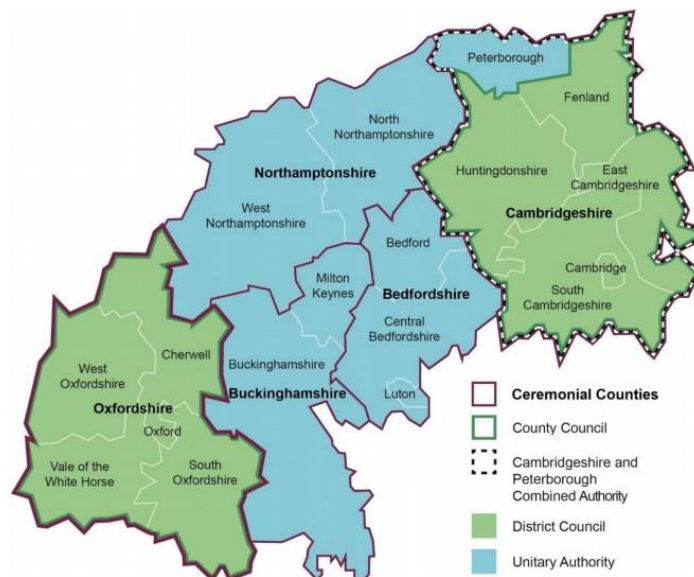 Peterborough
Fenland
North
Northamptonshire
Northamptonshire
Huntingdonshire
East
Cambridgeshire
West
Northamptonshire
Cambridgeshire
Bedford
Milton
Keynes
Cambridge
Bedfordshire
South
Cambridgeshire
Central
Bedfordshire
Cherwell
West
Oxfordshire
Buckinghamshire
Buckinghamshire
Luton
Oxfordshire
Oxford
Vale of the
White Horse
South
Oxfordshire
Ceremonial Counties
County Council
Cambridgeshire and
Peterborough
Combined Authority
District Council
Unitary Authority